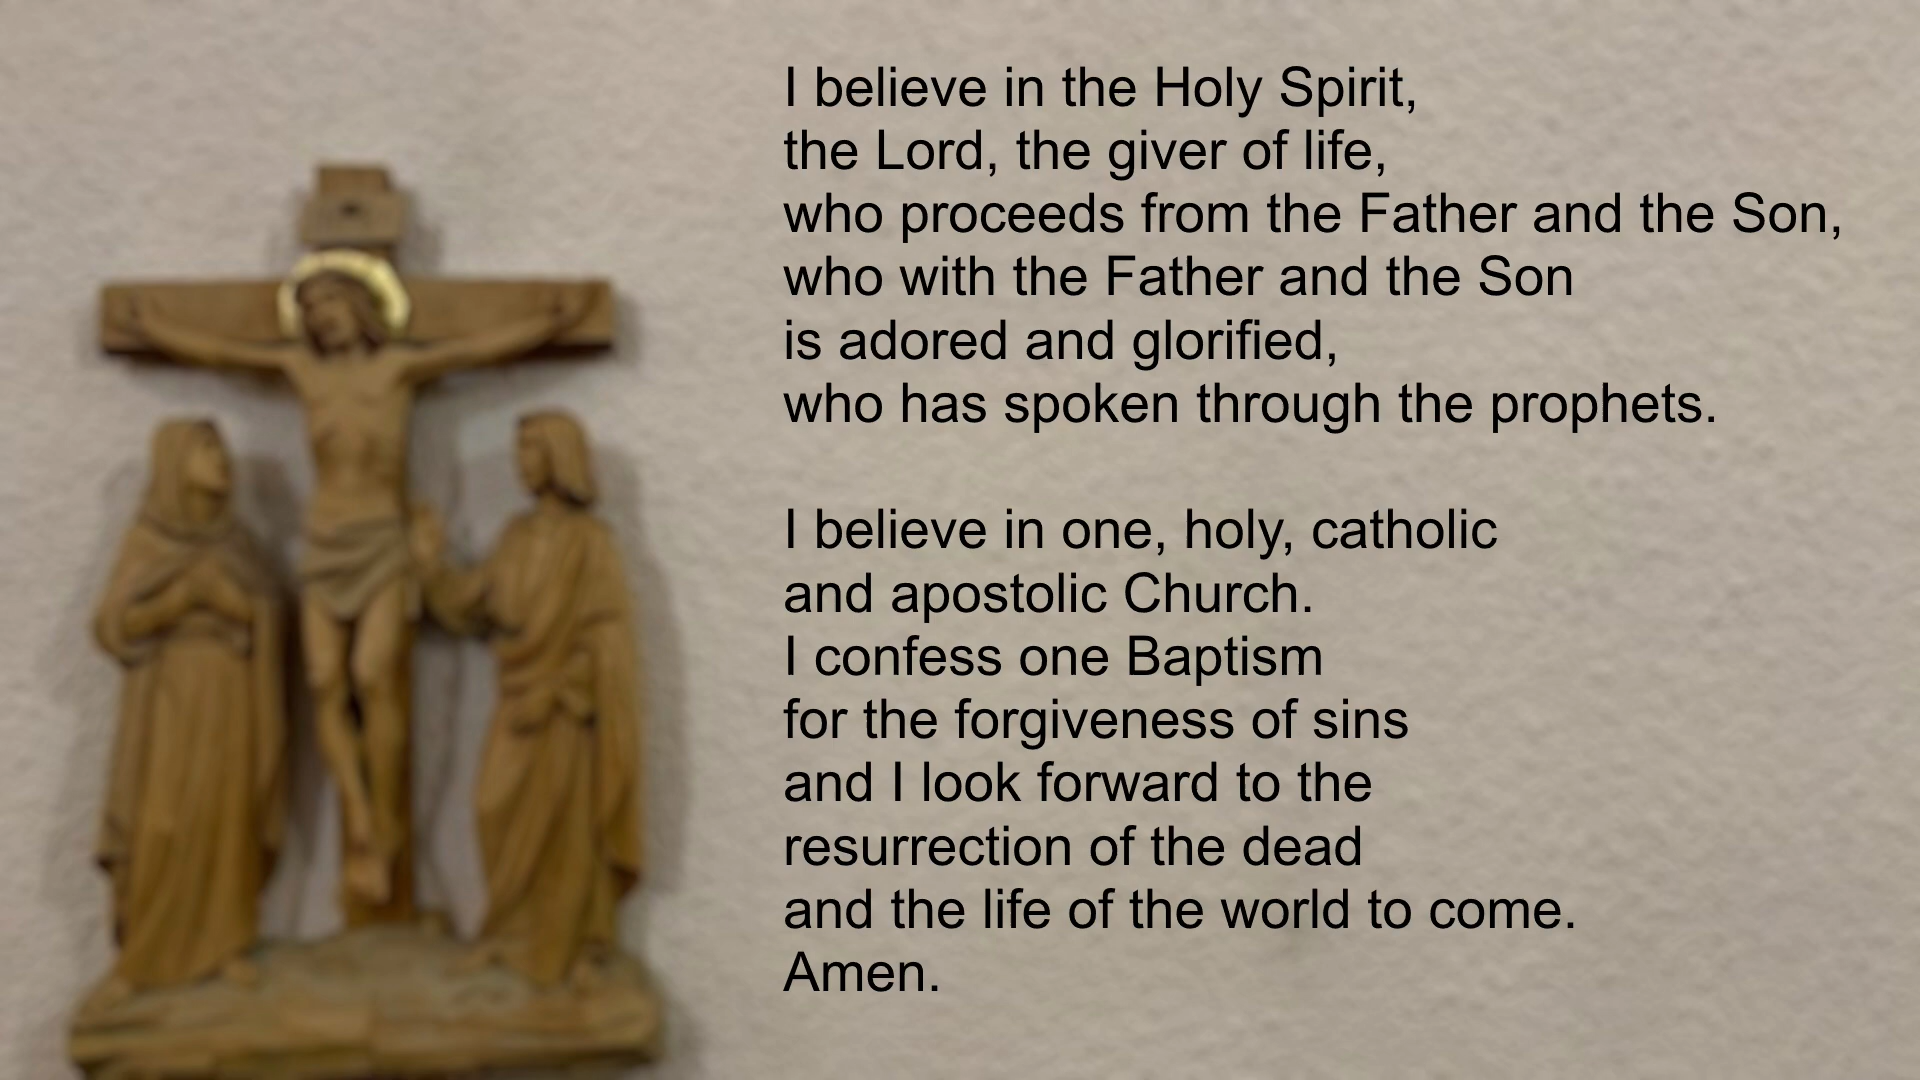 I believe in the Holy Spirit,
the Lord, the giver of life,
who proceeds from the Father and the Son,
who with the Father and the Son
is adored and glorified,
who has spoken through the prophets.
I believe in one, holy, catholic
and apostolic Church.
I confess one Baptism
for the forgiveness of sins
and I look forward to the
resurrection of the dead
and the life of the world to come.
Amen.